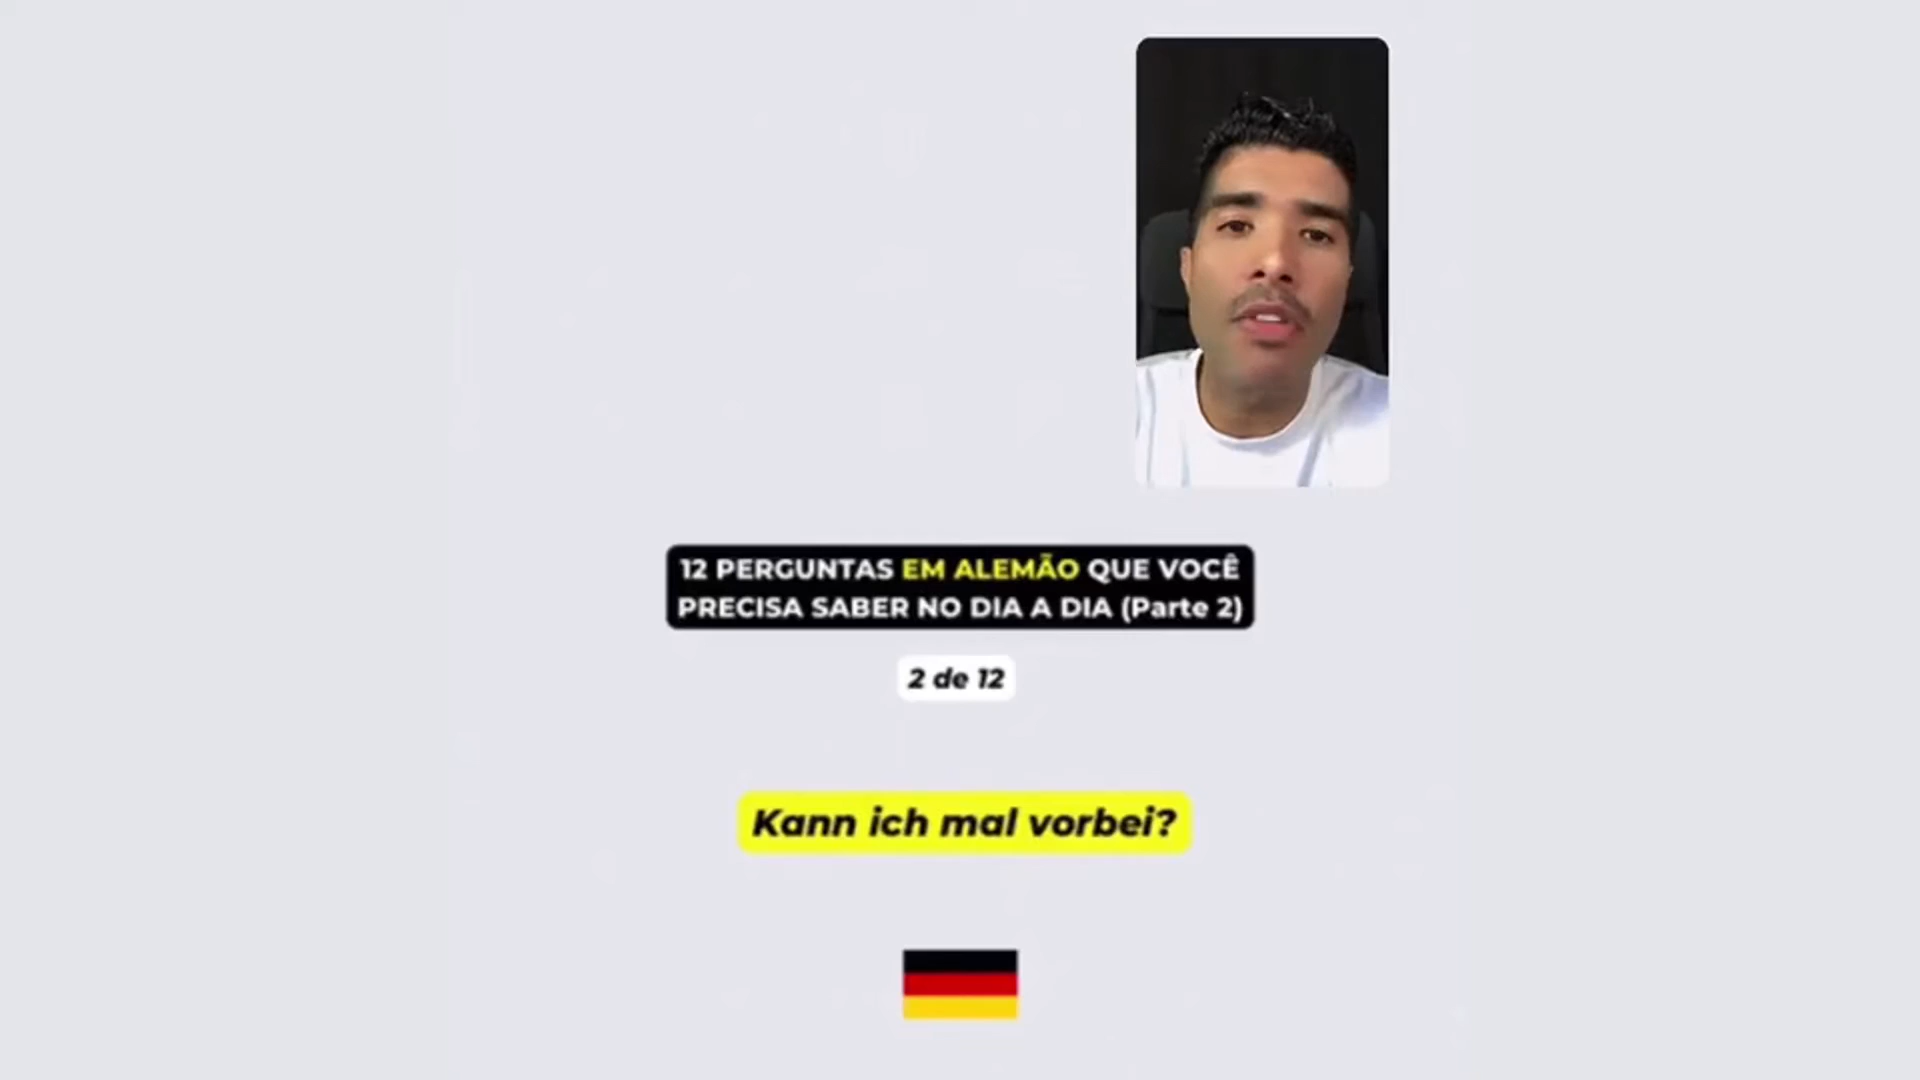 12 PERGUNTAS EM ALEMÃO QUE VOCÊ
PRECISA SABER NO DIA A DIA (Parte 2)
2 de 12
Kann ich mal vorbei?